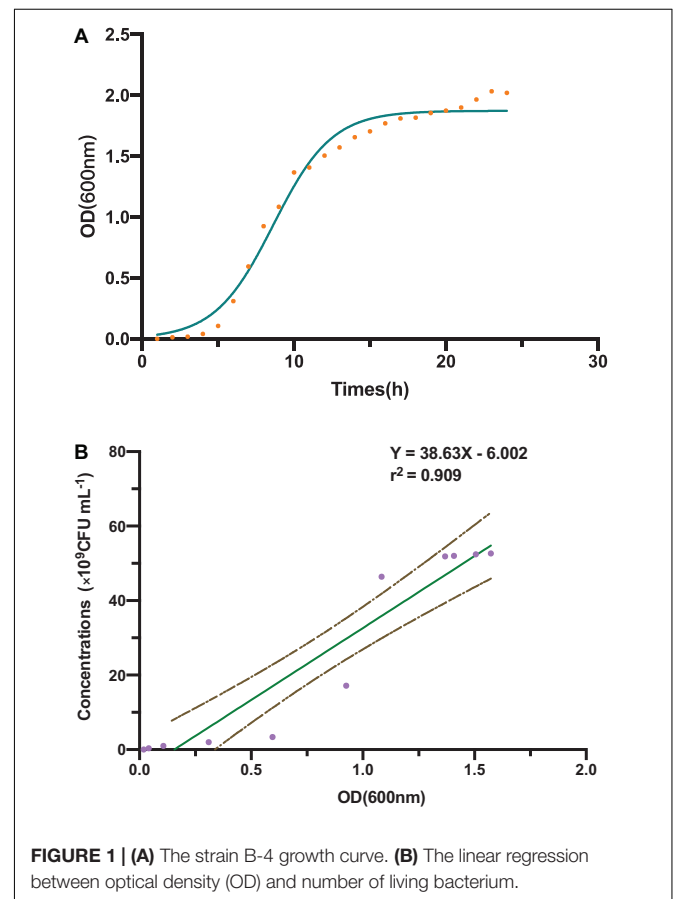 A
2.5
2.0
1.5
1.0
0.5
0.0
OD(600nm)
0
10
20
30
Times(h)
B
Y = 38.63X - 6.002
r² = 0.909
80
60
40
20
0
Concentrations (×10⁹CFU mL⁻¹)
0.0
0.5
1.0
1.5
2.0
OD(600nm)
FIGURE 1 | (A) The strain B-4 growth curve. (B) The linear regression
between optical density (OD) and number of living bacterium.